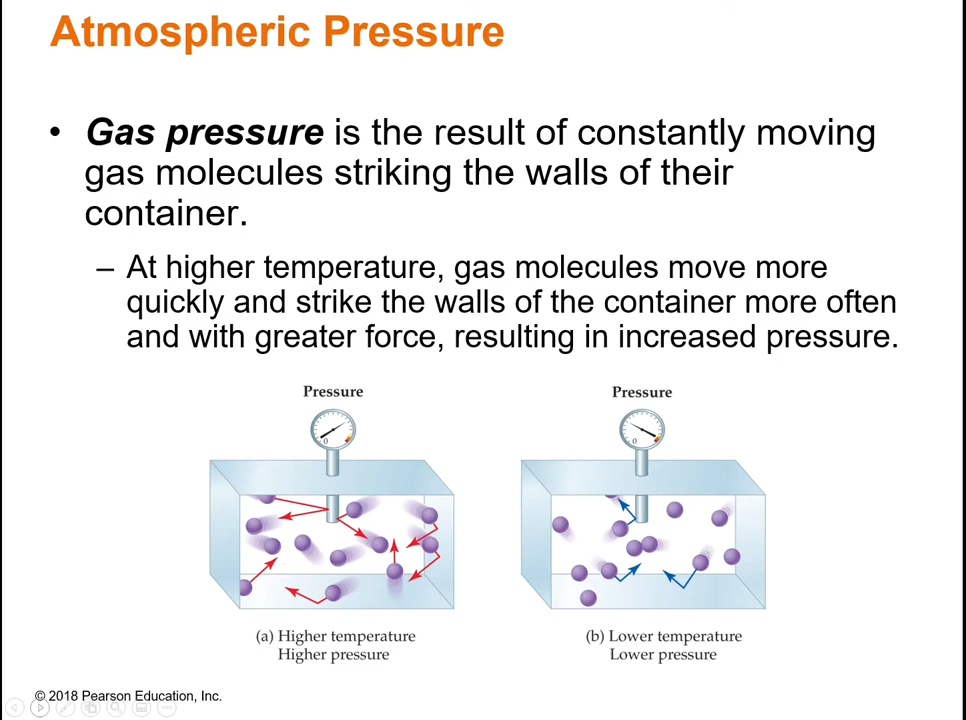 Atmospheric Pressure
• Gas pressure is the result of constantly moving
gas molecules striking the walls of their
container.
– At higher temperature, gas molecules move more
quickly and strike the walls of the container more often
and with greater force, resulting in increased pressure.
Pressure
Pressure
0
0
(a) Higher temperature
Higher pressure
(b) Lower temperature
Lower pressure
© 2018 Pearson Education, Inc.